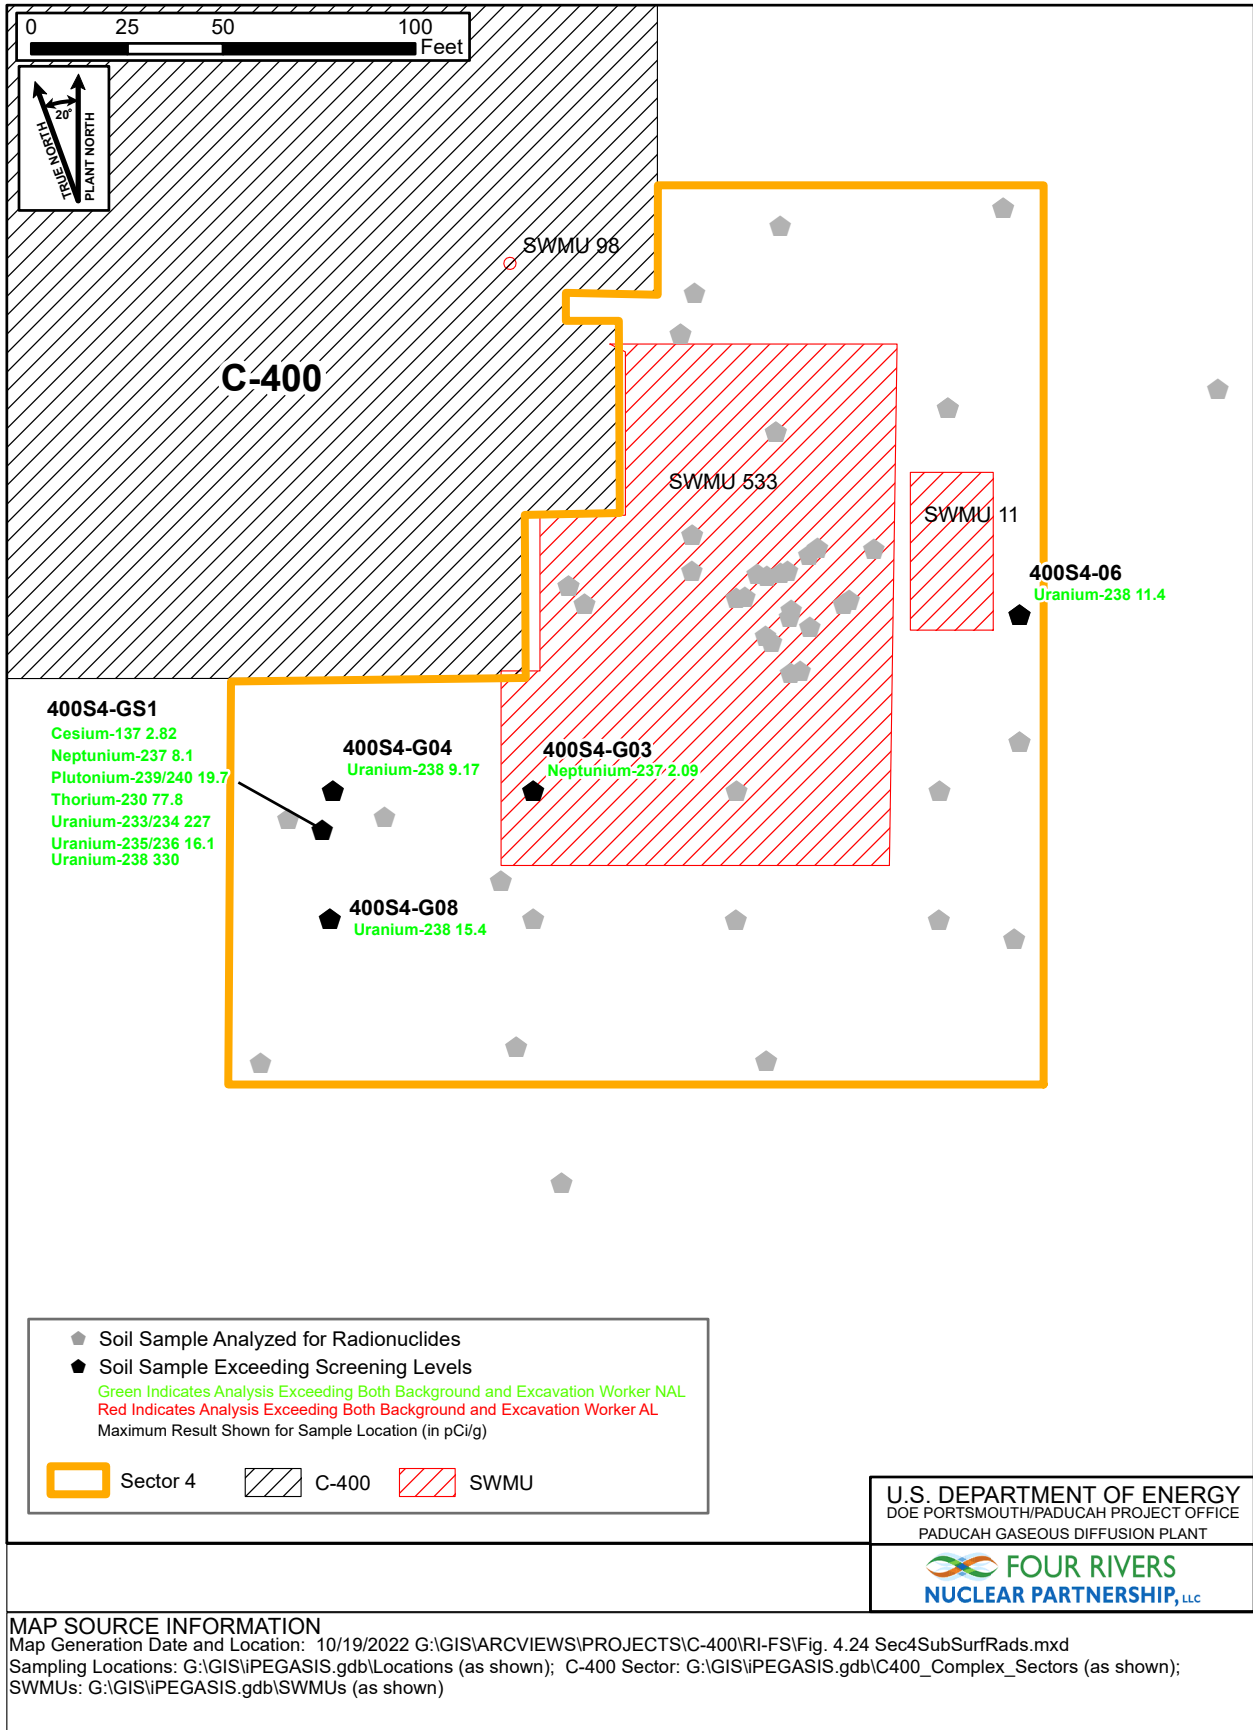 0 25 50 100
Feet
20°
TRUE NORTH
PLANT NORTH
SWMU 98
C-400
SWMU 533
SWMU 11
400S4-06
Uranium-238 11.4
400S4-GS1
Cesium-137 2.82
Neptunium-237 8.1
Plutonium-239/240 19.7
Thorium-230 77.8
Uranium-233/234 227
Uranium-235/236 16.1
Uranium-238 330
400S4-G04
Uranium-238 9.17
400S4-G03
Neptunium-237 2.09
400S4-G08
Uranium-238 15.4
Soil Sample Analyzed for Radionuclides
Soil Sample Exceeding Screening Levels
Green Indicates Analysis Exceeding Both Background and Excavation Worker NAL
Red Indicates Analysis Exceeding Both Background and Excavation Worker AL
Maximum Result Shown for Sample Location (in pCi/g)
Sector 4 C-400 SWMU
U.S. DEPARTMENT OF ENERGY
DOE PORTSMOUTH/PADUCAH PROJECT OFFICE
PADUCAH GASEOUS DIFFUSION PLANT
FOUR RIVERS
NUCLEAR PARTNERSHIP, LLC
MAP SOURCE INFORMATION
Map Generation Date and Location: 10/19/2022 G:\GIS\ARCVIEWS\PROJECTS\C-400\RI-FS\Fig. 4.24 Sec4SubSurfRads.mxd
Sampling Locations: G:\GIS\iPEGASIS.gdb\Locations (as shown); C-400 Sector: G:\GIS\iPEGASIS.gdb\C400_Complex_Sectors (as shown);
SWMUs: G:\GIS\iPEGASIS.gdb\SWMUs (as shown)